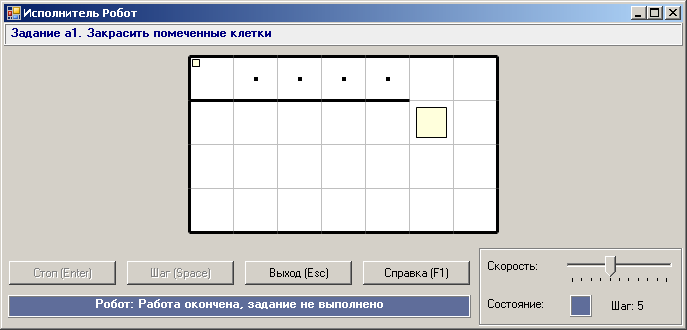 Исполнитель Робот
Задание a1. Закрасить помеченные клетки
Стоп (Enter)
Шаг (Space)
Выход (Esc)
Справка (F1)
Скорость:
Робот: Работа окончена, задание не выполнено
Состояние:
Шаг: 5